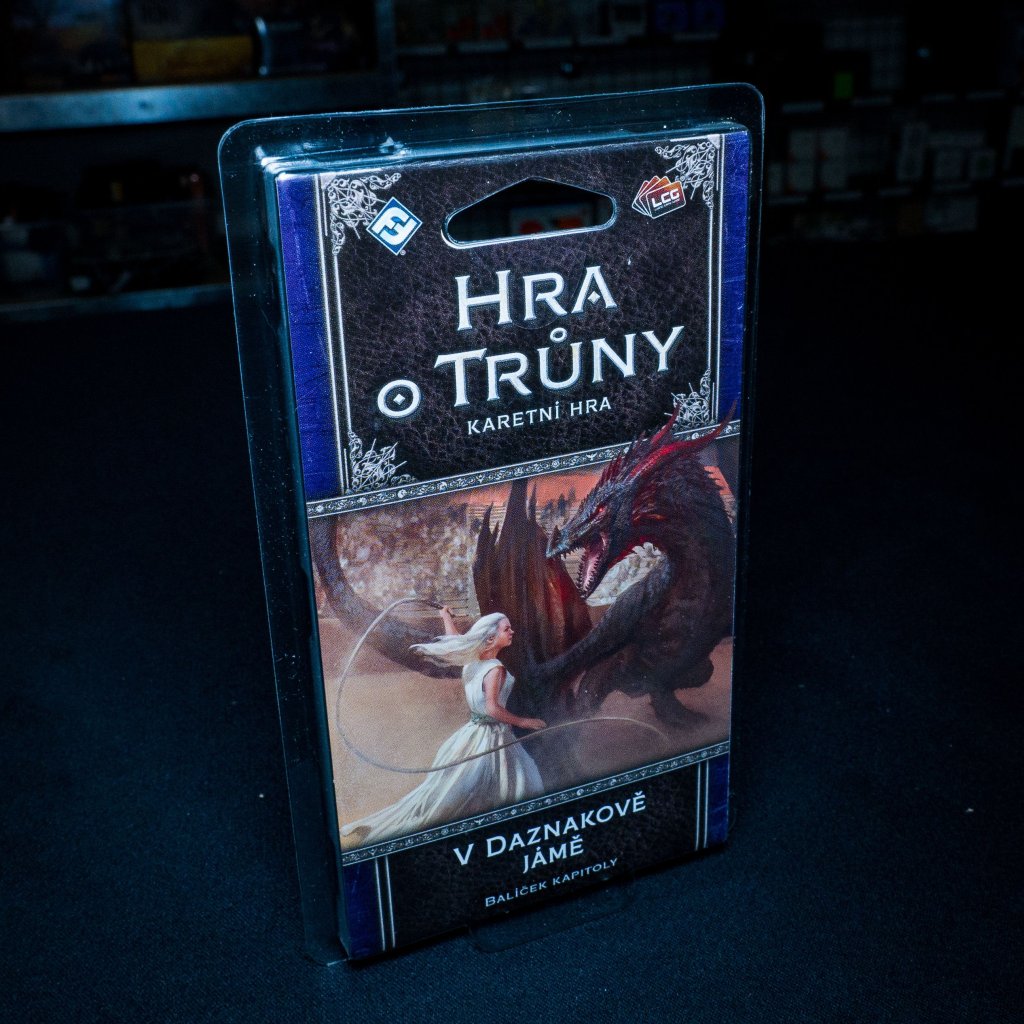 LCG
HRA
O TRŮNY
KARETNÍ HRA
V DAZNAKOVĚ
JÁMĚ
BALÍČEK KAPITOLY